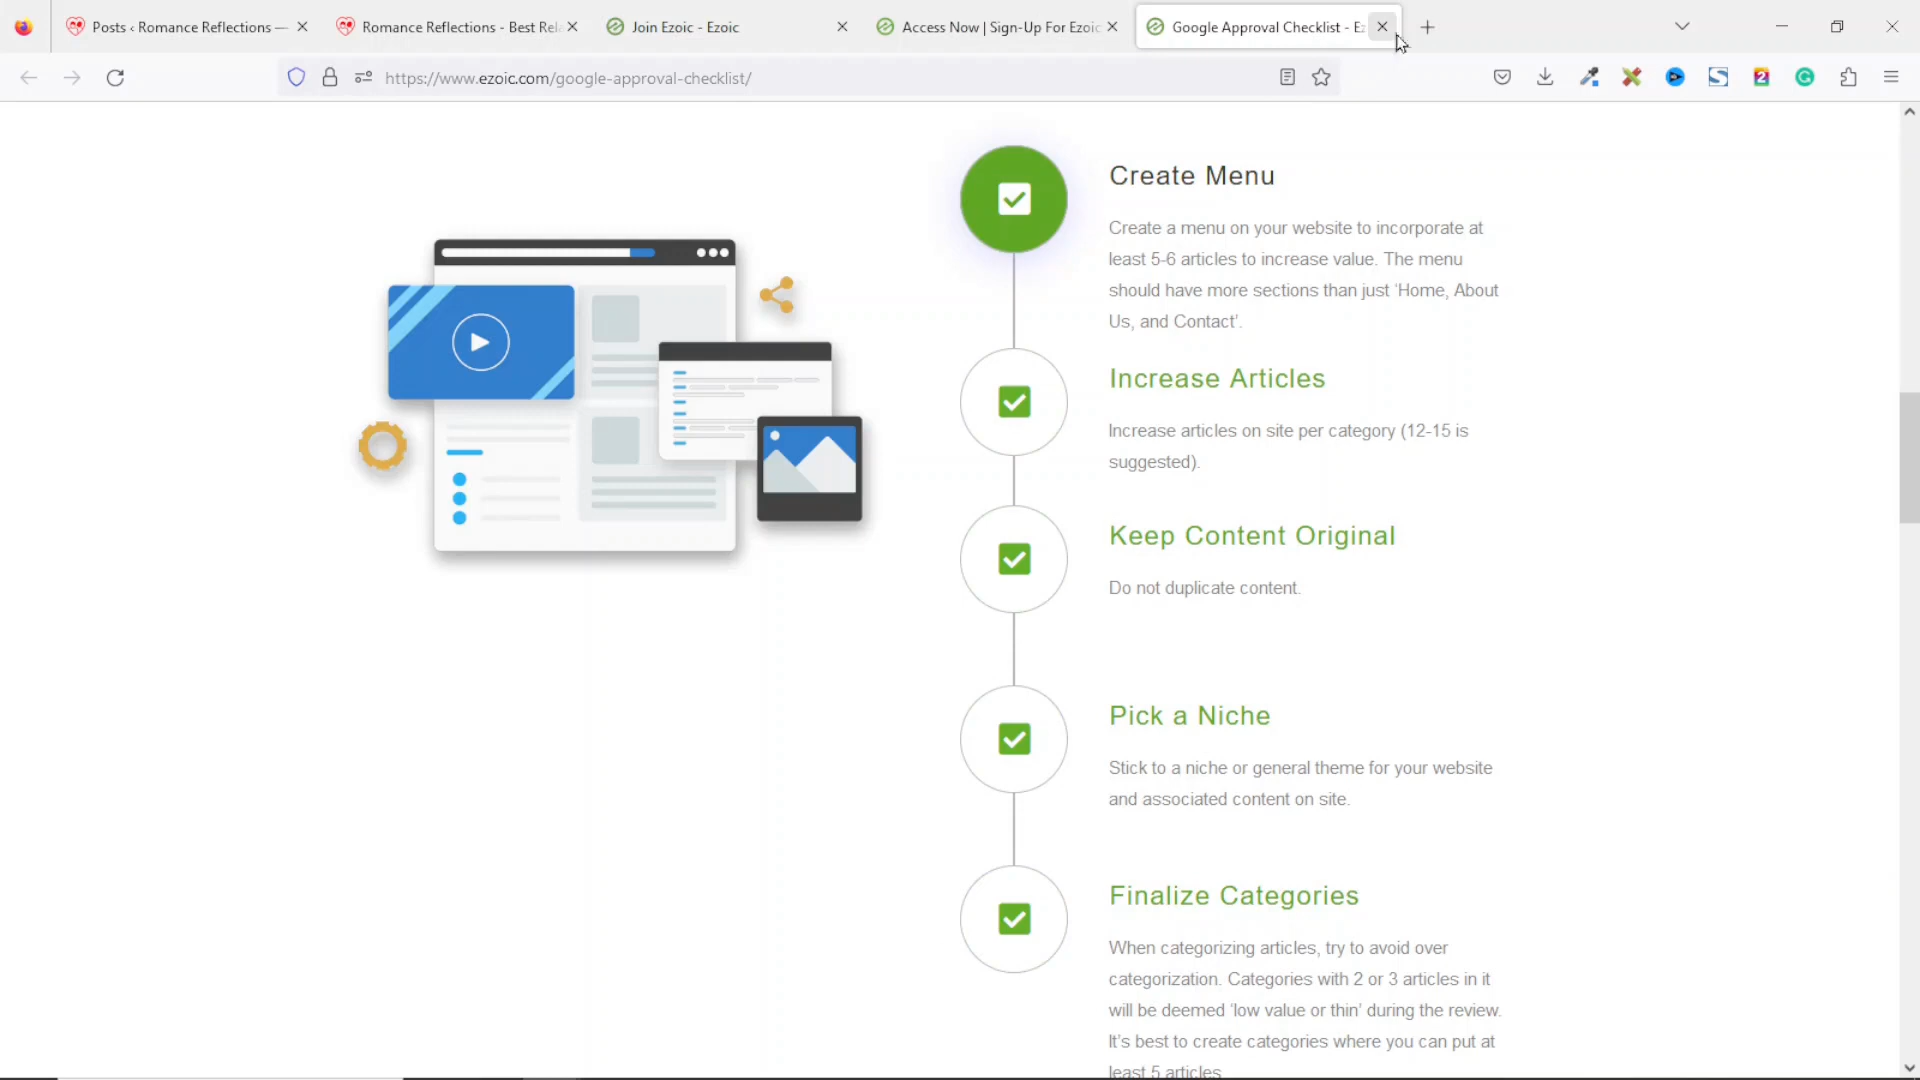 Posts ‹ Romance Reflections —
Romance Reflections - Best Rel
Join Ezoic - Ezoic
Access Now | Sign-Up For Ezoic
Google Approval Checklist - Ez
https://www.ezoic.com/google-approval-checklist/
Create Menu
Create a menu on your website to incorporate at
least 5-6 articles to increase value. The menu
should have more sections than just ‘Home, About
Us, and Contact’.
Increase Articles
Increase articles on site per category (12-15 is
suggested).
Keep Content Original
Do not duplicate content.
Pick a Niche
Stick to a niche or general theme for your website
and associated content on site.
Finalize Categories
When categorizing articles, try to avoid over
categorization. Categories with 2 or 3 articles in it
will be deemed ‘low value or thin’ during the review.
It’s best to create categories where you can put at
least 5 articles